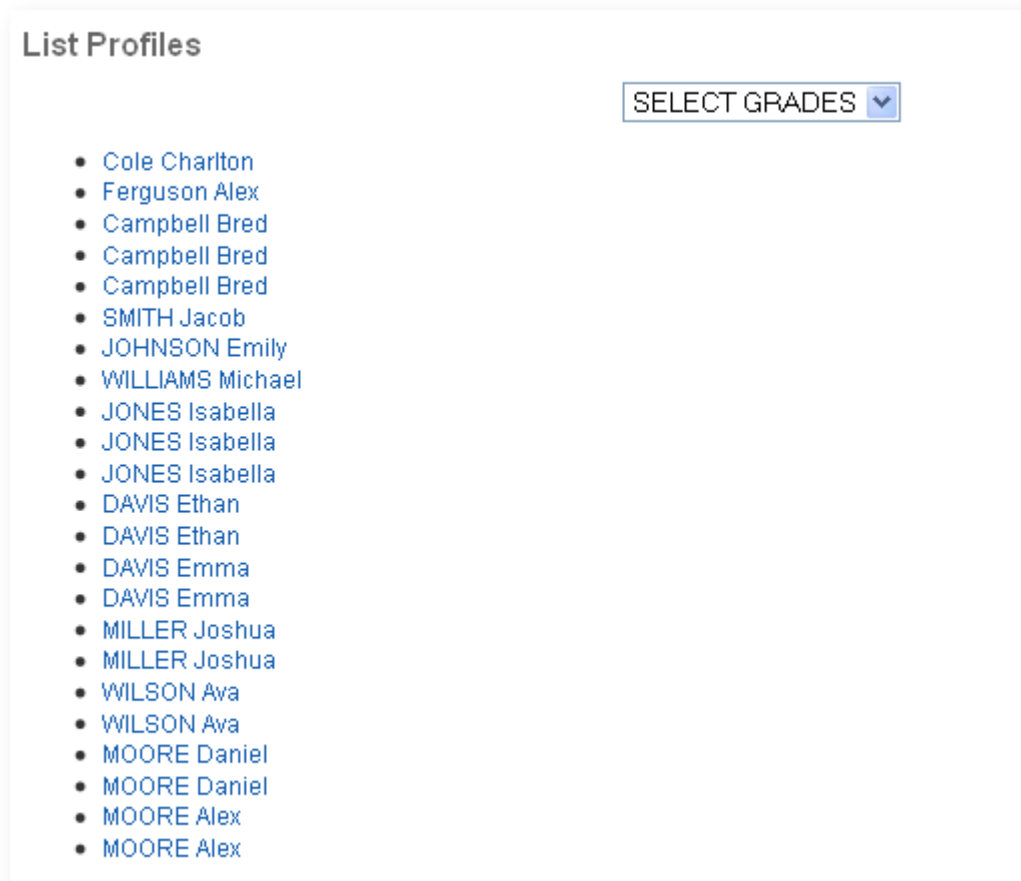 List Profiles
SELECT GRADES
Cole Charlton
Ferguson Alex
Campbell Bred
Campbell Bred
Campbell Bred
SMITH Jacob
JOHNSON Emily
WILLIAMS Michael
JONES Isabella
JONES Isabella
JONES Isabella
DAVIS Ethan
DAVIS Ethan
DAVIS Emma
DAVIS Emma
MILLER Joshua
MILLER Joshua
WILSON Ava
WILSON Ava
MOORE Daniel
MOORE Daniel
MOORE Alex
MOORE Alex